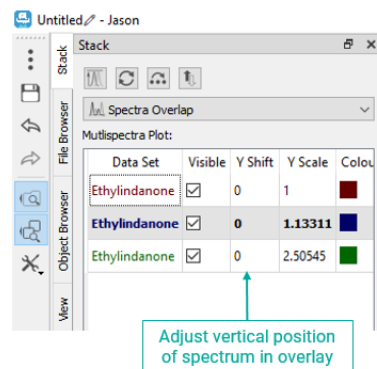 Untitled - Jason
Stack
Stack
File Browser
Object Browser
View
Spectra Overlap
Mutlispectra Plot:
Data Set Visible Y Shift Y Scale Colou
Ethylindanone 0 1
Ethylindanone 0 1.13311
Ethylindanone 0 2.50545
Adjust vertical position
of spectrum in overlay